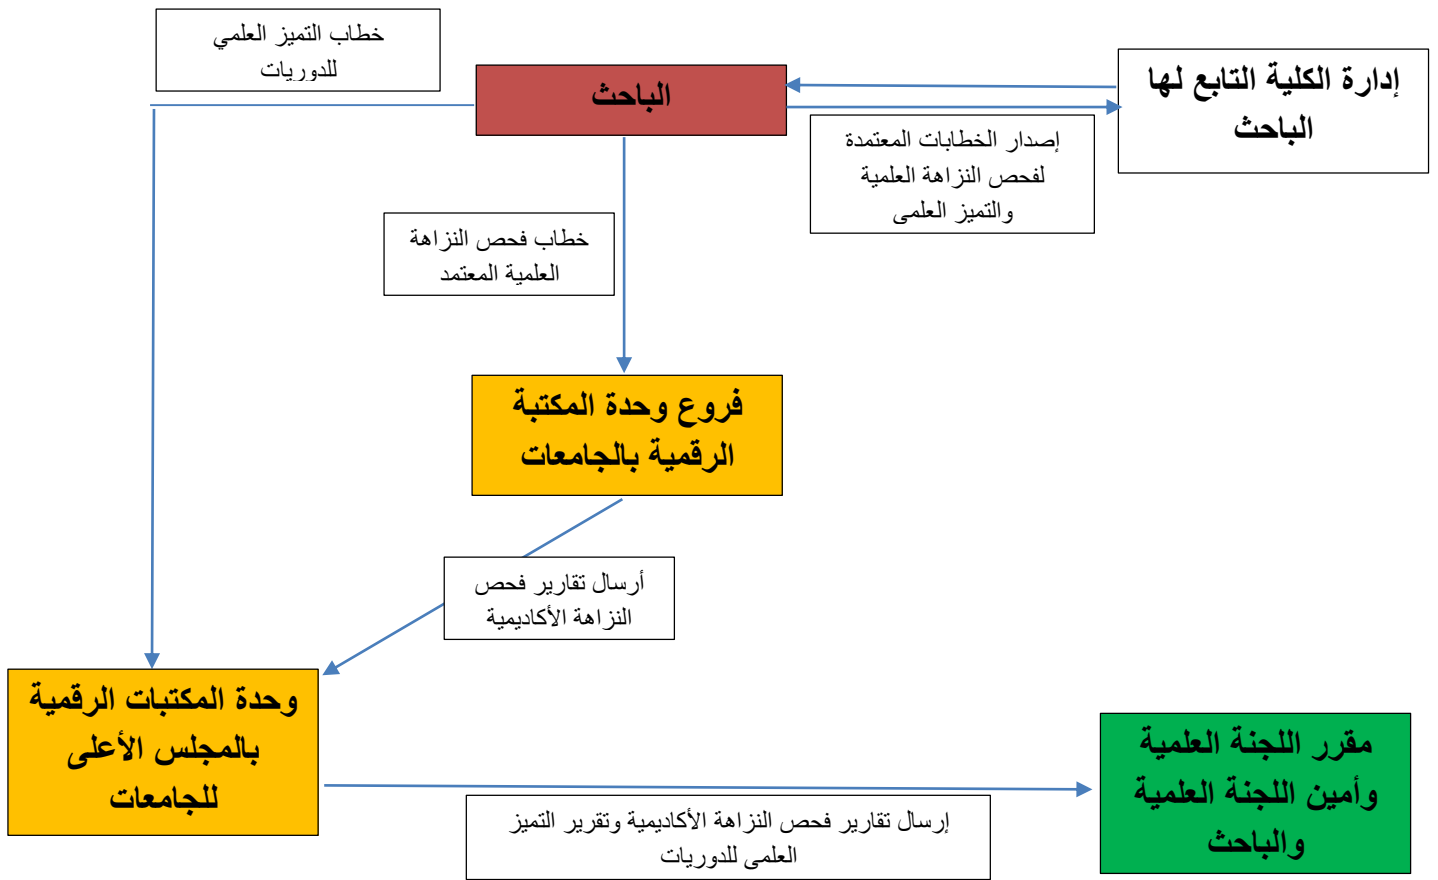 خطاب التميز العلمي
للدوريات
الباحث
إدارة الكلية التابع لها
الباحث
إصدار الخطابات المعتمدة
لفحص النزاهة العلمية
والتميز العلمى
خطاب فحص النزاهة
العلمية المعتمد
فروع وحدة المكتبة
الرقمية بالجامعات
أرسال تقارير فحص
النزاهة الأكاديمية
وحدة المكتبات الرقمية
بالمجلس الأعلى
للجامعات
إرسال تقارير فحص النزاهة الأكاديمية وتقرير التميز
العلمى للدوريات
مقرر اللجنة العلمية
وأمين اللجنة العلمية
والباحث